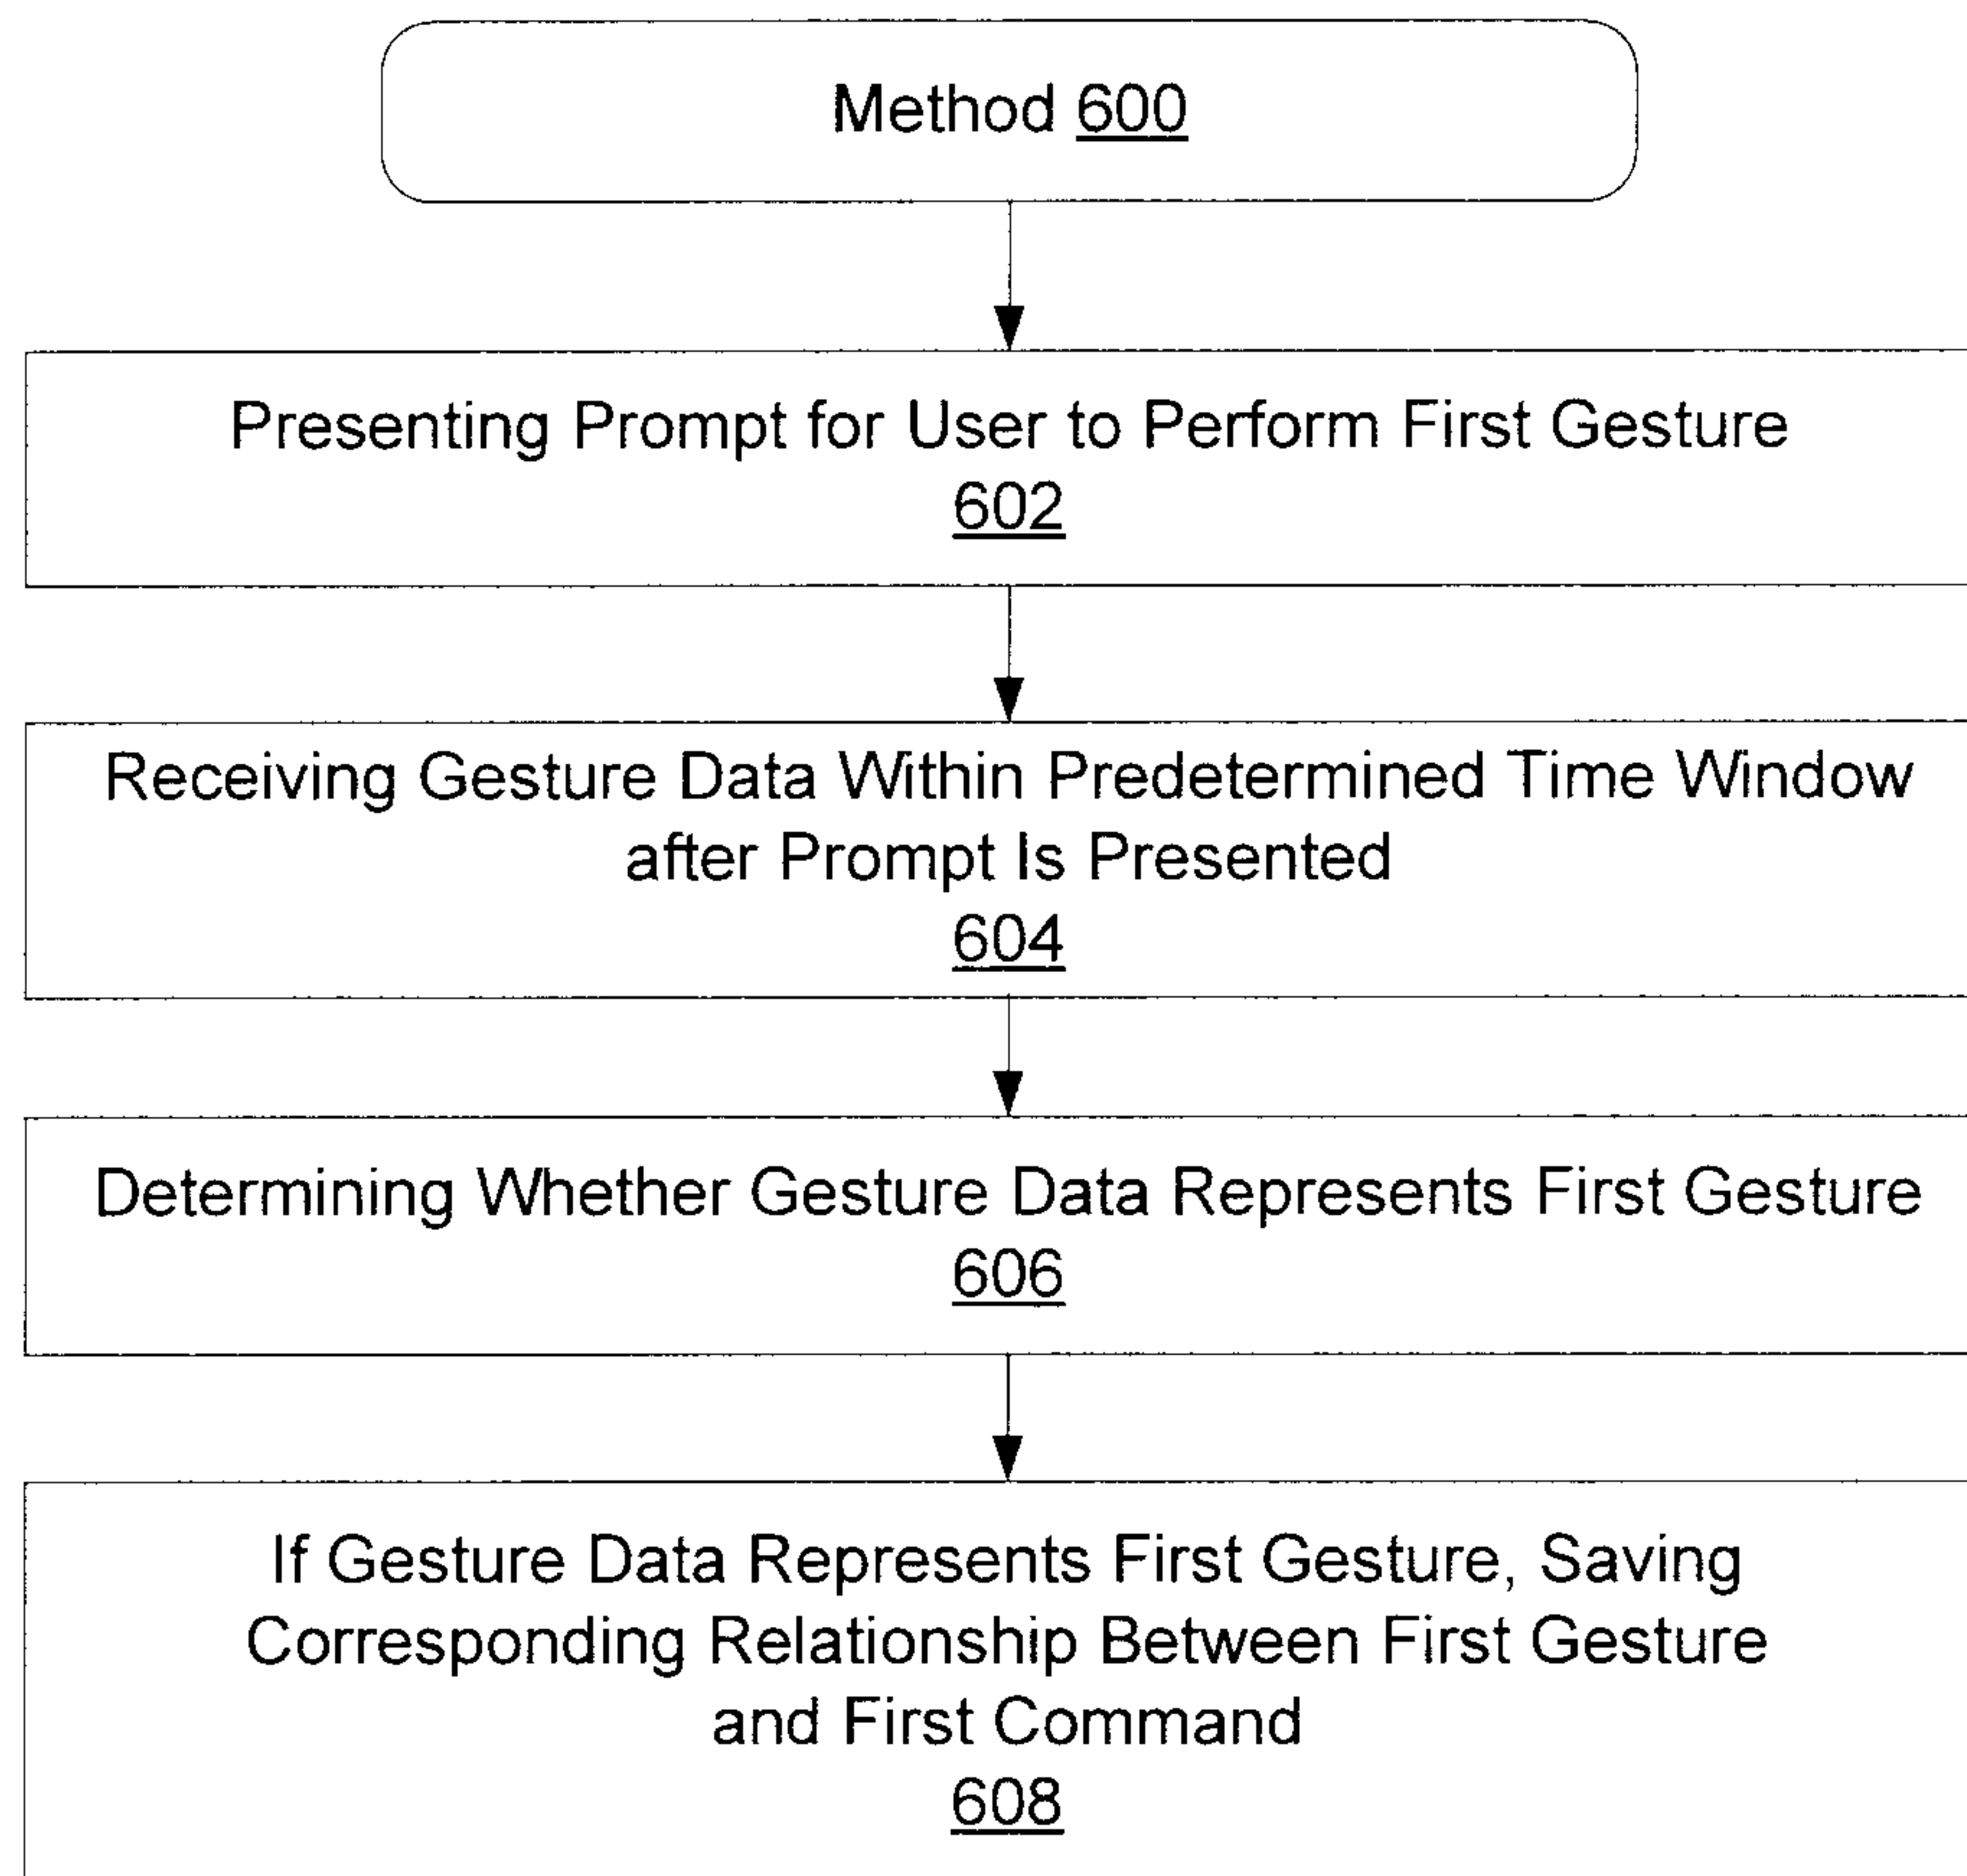 Method 600
Presenting Prompt for User to Perform First Gesture
602
Receiving Gesture Data Within Predetermined Time Window
after Prompt Is Presented
604
Determining Whether Gesture Data Represents First Gesture
606
If Gesture Data Represents First Gesture, Saving
Corresponding Relationship Between First Gesture
and First Command
608